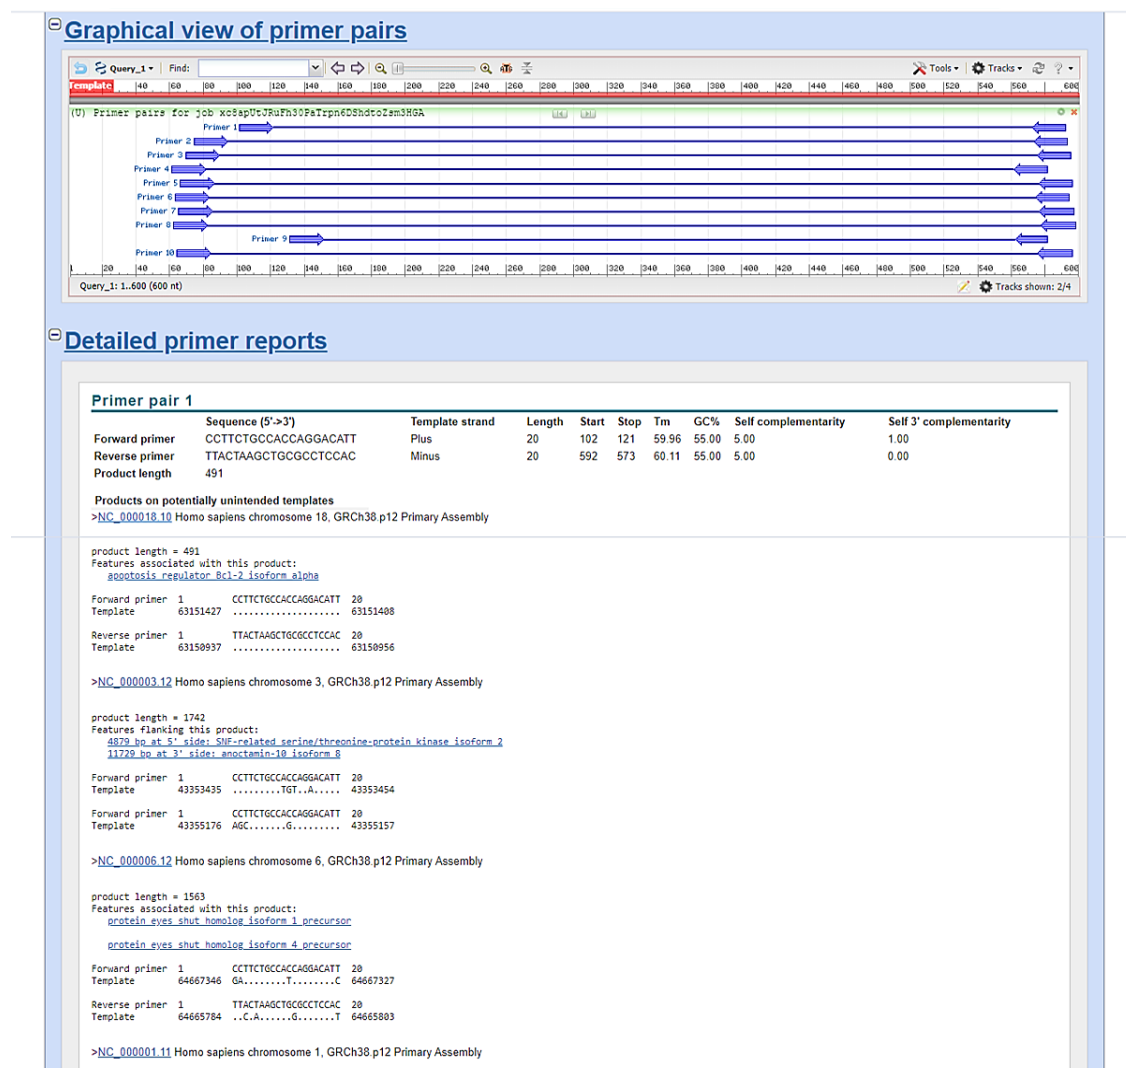 Graphical view of primer pairs
Query_1 Find: Tools Tracks ?
Template 40 60 80 100 120 140 160 180 200 220 240 260 280 300 320 340 360 380 400 420 440 460 480 500 520 540 560 600
(U) Primer pairs for job
Primer 1
Primer 2
Primer 3
Primer 4
Primer 5
Primer 6
Primer 7
Primer 8
Primer 9
Primer 10
1 20 40 60 80 100 120 140 160 180 200 220 240 260 280 300 320 340 360 380 400 420 440 460 480 500 520 540 560 600
Query_1: 1..600 (600 nt) Tracks shown: 2/4
Detailed primer reports
Primer pair 1
Sequence (5'->3') Template strand Length Start Stop Tm GC% Self complementarity Self 3' complementarity
Forward primer CCTTCTGCCACCAGGACATT Plus 20 102 121 59.96 55.00 5.00 1.00
Reverse primer TTACTAAGCTGCGCCTCCAC Minus 20 592 573 60.11 55.00 5.00 0.00
Product length 491
Products on potentially unintended templates
>NC_000018.10 Homo sapiens chromosome 18, GRCh38.p12 Primary Assembly
product length = 491
Features associated with this product:
apoptosis regulator Bcl-2 isoform alpha
Forward primer 1 CCTTCTGCCACCAGGACATT 20
Template 63151427 .................... 63151408
Reverse primer 1 TTACTAAGCTGCGCCTCCAC 20
Template 63150937 .................... 63150956
>NC_000003.12 Homo sapiens chromosome 3, GRCh38.p12 Primary Assembly
product length = 1742
Features flanking this product:
4879 bp at 5' side: SNF-related serine/threonine-protein kinase isoform 2
11729 bp at 3' side: anoctamin-10 isoform 8
Forward primer 1 CCTTCTGCCACCAGGACATT 20
Template 43353435 .........TGT..A..... 43353454
Forward primer 1 CCTTCTGCCACCAGGACATT 20
Template 43355176 AGC.......G......... 43355157
>NC_000006.12 Homo sapiens chromosome 6, GRCh38.p12 Primary Assembly
product length = 1563
Features associated with this product:
protein eyes shut homolog isoform 1 precursor
protein eyes shut homolog isoform 4 precursor
Forward primer 1 CCTTCTGCCACCAGGACATT 20
Template 64667346 GA........T........C 64667327
Reverse primer 1 TTACTAAGCTGCGCCTCCAC 20
Template 64665784 ..C.A......G.......T 64665803
>NC_000001.11 Homo sapiens chromosome 1, GRCh38.p12 Primary Assembly